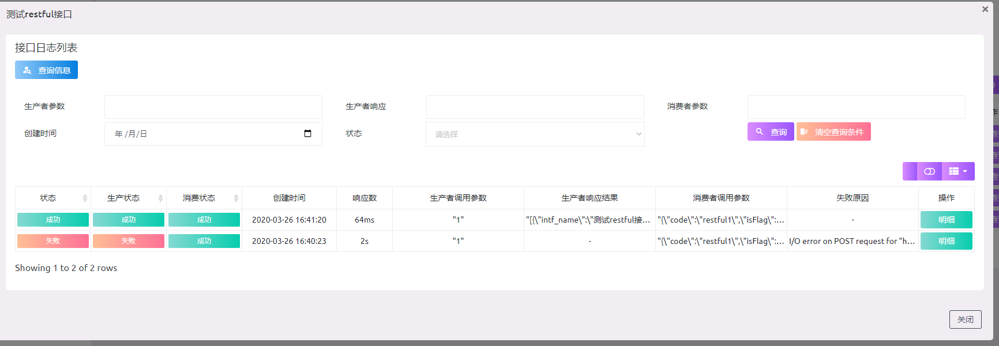 测试restful接口
×
接口日志列表
查询信息
生产者参数
生产者响应
消费者参数
创建时间 年 /月/日
状态 请选择
查询 清空查询条件
状态 生产状态 消费状态 创建时间 响应数 生产者调用参数 生产者响应结果 消费者调用参数 失败原因 操作
成功 成功 成功 2020-03-26 16:41:20 64ms "1" "[{\"intf_name\":\"测试restful接... "{\"code\":\"restful1\",\"isFlag\":... - 明细
失败 失败 成功 2020-03-26 16:40:23 2s "1" - "{\"code\":\"restful1\",\"isFlag\":... I/O error on POST request for "h... 明细
Showing 1 to 2 of 2 rows
关闭